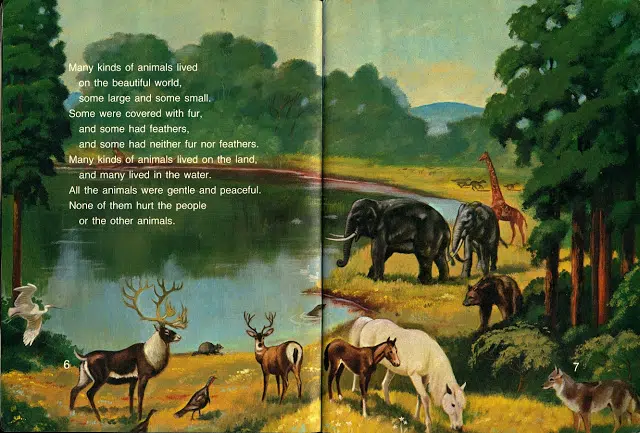 Many kinds of animals lived
on the beautiful world,
some large and some small.
Some were covered with fur,
and some had feathers,
and some had neither fur nor feathers.
Many kinds of animals lived on the land,
and many lived in the water.
All the animals were gentle and peaceful.
None of them hurt the people
or the other animals.
6
7